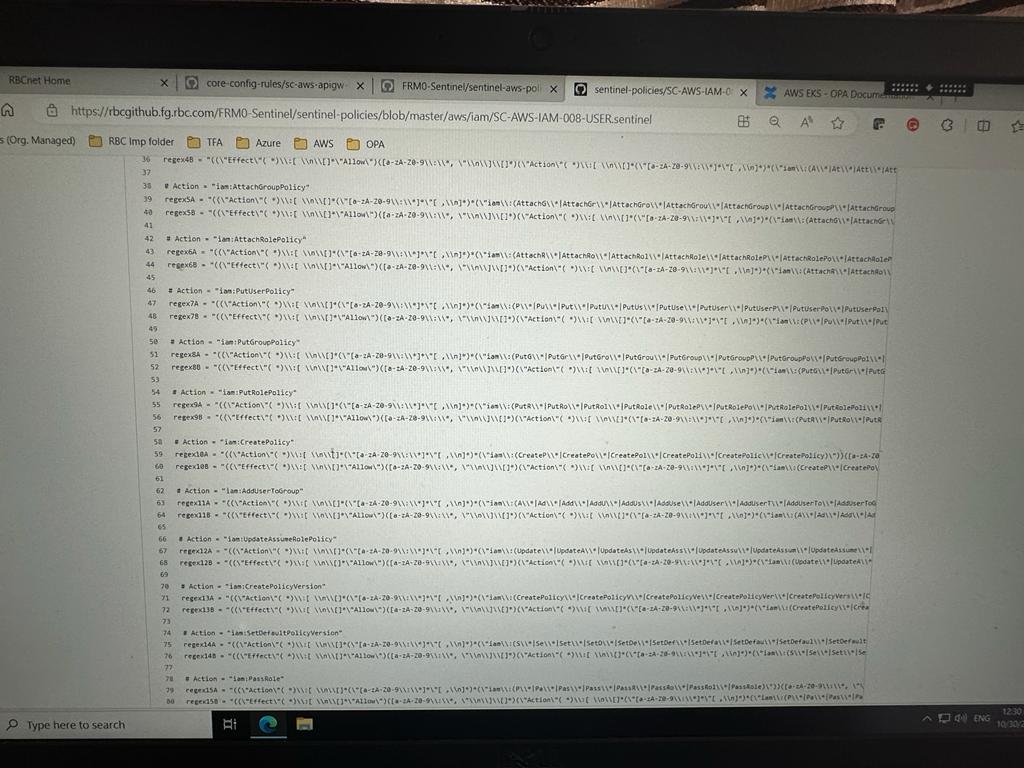 RBCnet Home
core-config-rules/sc-aws-apigw-
FRM0-Sentinel/sentinel-aws-poli
sentinel-policies/SC-AWS-IAM-0
AWS EKS - OPA
https://rbcgithub.fg.rbc.com/FRM0-Sentinel/sentinel-policies/blob/master/aws/iam/SC-AWS-IAM-008-USER.sentinel
s (Org. Managed) RBC Imp folder TFA Azure AWS OPA
36 regex4B = "((\"Effect\"( *)\\:[ \\n\\[]*\"Allow\")([a-zA-Z0-9\\:\\*, \"\\n\\]\\[]*)(\"Action\"( *)\\:[ \\n\\[]*(\"[a-zA-Z0-9\\:\\*]*\"[ ,\\n]*)*(\"iam\\:(A\\*|At\\*|Att\\*|Att
37
38 # Action = "iam:AttachGroupPolicy"
39 regex5A = "((\"Action\"( *)\\:[ \\n\\[]*(\"[a-zA-Z0-9\\:\\*]*\"[ ,\\n]*)*(\"iam\\:(AttachG\\*|AttachGr\\*|AttachGro\\*|AttachGrou\\*|AttachGroup\\*|AttachGroupP\\*|AttachGroup
40 regex5B = "((\"Effect\"( *)\\:[ \\n\\[]*\"Allow\")([a-zA-Z0-9\\:\\*, \"\\n\\]\\[]*)(\"Action\"( *)\\:[ \\n\\[]*(\"[a-zA-Z0-9\\:\\*]*\"[ ,\\n]*)*(\"iam\\:(AttachG\\*|AttachGr\\
41
42 # Action = "iam:AttachRolePolicy"
43 regex6A = "((\"Action\"( *)\\:[ \\n\\[]*(\"[a-zA-Z0-9\\:\\*]*\"[ ,\\n]*)*(\"iam\\:(AttachR\\*|AttachRo\\*|AttachRol\\*|AttachRole\\*|AttachRoleP\\*|AttachRolePo\\*|AttachRoleP
44 regex6B = "((\"Effect\"( *)\\:[ \\n\\[]*\"Allow\")([a-zA-Z0-9\\:\\*, \"\\n\\]\\[]*)(\"Action\"( *)\\:[ \\n\\[]*(\"[a-zA-Z0-9\\:\\*]*\"[ ,\\n]*)*(\"iam\\:(AttachR\\*|AttachRo\\
45
46 # Action = "iam:PutUserPolicy"
47 regex7A = "((\"Action\"( *)\\:[ \\n\\[]*(\"[a-zA-Z0-9\\:\\*]*\"[ ,\\n]*)*(\"iam\\:(P\\*|Pu\\*|Put\\*|PutU\\*|PutUs\\*|PutUse\\*|PutUser\\*|PutUserP\\*|PutUserPo\\*|PutUserPol\
48 regex7B = "((\"Effect\"( *)\\:[ \\n\\[]*\"Allow\")([a-zA-Z0-9\\:\\*, \"\\n\\]\\[]*)(\"Action\"( *)\\:[ \\n\\[]*(\"[a-zA-Z0-9\\:\\*]*\"[ ,\\n]*)*(\"iam\\:(P\\*|Pu\\*|Put\\*|Put
49
50 # Action = "iam:PutGroupPolicy"
51 regex8A = "((\"Action\"( *)\\:[ \\n\\[]*(\"[a-zA-Z0-9\\:\\*]*\"[ ,\\n]*)*(\"iam\\:(PutG\\*|PutGr\\*|PutGro\\*|PutGrou\\*|PutGroup\\*|PutGroupP\\*|PutGroupPo\\*|PutGroupPol\\*|
52 regex8B = "((\"Effect\"( *)\\:[ \\n\\[]*\"Allow\")([a-zA-Z0-9\\:\\*, \"\\n\\]\\[]*)(\"Action\"( *)\\:[ \\n\\[]*(\"[a-zA-Z0-9\\:\\*]*\"[ ,\\n]*)*(\"iam\\:(PutG\\*|PutGr\\*|PutG
53
54 # Action = "iam:PutRolePolicy"
55 regex9A = "((\"Action\"( *)\\:[ \\n\\[]*(\"[a-zA-Z0-9\\:\\*]*\"[ ,\\n]*)*(\"iam\\:(PutR\\*|PutRo\\*|PutRol\\*|PutRole\\*|PutRoleP\\*|PutRolePo\\*|PutRolePol\\*|PutRolePoli\\*|
56 regex9B = "((\"Effect\"( *)\\:[ \\n\\[]*\"Allow\")([a-zA-Z0-9\\:\\*, \"\\n\\]\\[]*)(\"Action\"( *)\\:[ \\n\\[]*(\"[a-zA-Z0-9\\:\\*]*\"[ ,\\n]*)*(\"iam\\:(PutR\\*|PutRo\\*|PutR
57
58 # Action = "iam:CreatePolicy"
59 regex10A = "((\"Action\"( *)\\:[ \\n\\[]*(\"[a-zA-Z0-9\\:\\*]*\"[ ,\\n]*)*(\"iam\\:(CreateP\\*|CreatePo\\*|CreatePol\\*|CreatePoli\\*|CreatePolic\\*|CreatePolicy)\"))([a-zA-Z0
60 regex10B = "((\"Effect\"( *)\\:[ \\n\\[]*\"Allow\")([a-zA-Z0-9\\:\\*, \"\\n\\]\\[]*)(\"Action\"( *)\\:[ \\n\\[]*(\"[a-zA-Z0-9\\:\\*]*\"[ ,\\n]*)*(\"iam\\:(CreateP\\*|CreatePo\
61
62 # Action = "iam:AddUserToGroup"
63 regex11A = "((\"Action\"( *)\\:[ \\n\\[]*(\"[a-zA-Z0-9\\:\\*]*\"[ ,\\n]*)*(\"iam\\:(A\\*|Ad\\*|Add\\*|AddU\\*|AddUs\\*|AddUse\\*|AddUser\\*|AddUserT\\*|AddUserTo\\*|AddUserToG
64 regex11B = "((\"Effect\"( *)\\:[ \\n\\[]*\"Allow\")([a-zA-Z0-9\\:\\*, \"\\n\\]\\[]*)(\"Action\"( *)\\:[ \\n\\[]*(\"[a-zA-Z0-9\\:\\*]*\"[ ,\\n]*)*(\"iam\\:(A\\*|Ad\\*|Add\\*|Ad
65
66 # Action = "iam:UpdateAssumeRolePolicy"
67 regex12A = "((\"Action\"( *)\\:[ \\n\\[]*(\"[a-zA-Z0-9\\:\\*]*\"[ ,\\n]*)*(\"iam\\:(Update\\*|UpdateA\\*|UpdateAs\\*|UpdateAss\\*|UpdateAssu\\*|UpdateAssum\\*|UpdateAssume\\*|
68 regex12B = "((\"Effect\"( *)\\:[ \\n\\[]*\"Allow\")([a-zA-Z0-9\\:\\*, \"\\n\\]\\[]*)(\"Action\"( *)\\:[ \\n\\[]*(\"[a-zA-Z0-9\\:\\*]*\"[ ,\\n]*)*(\"iam\\:(Update\\*|UpdateA\\*
69
70 # Action = "iam:CreatePolicyVersion"
71 regex13A = "((\"Action\"( *)\\:[ \\n\\[]*(\"[a-zA-Z0-9\\:\\*]*\"[ ,\\n]*)*(\"iam\\:(CreatePolicy\\*|CreatePolicyV\\*|CreatePolicyVe\\*|CreatePolicyVer\\*|CreatePolicyVers\\*|C
72 regex13B = "((\"Effect\"( *)\\:[ \\n\\[]*\"Allow\")([a-zA-Z0-9\\:\\*, \"\\n\\]\\[]*)(\"Action\"( *)\\:[ \\n\\[]*(\"[a-zA-Z0-9\\:\\*]*\"[ ,\\n]*)*(\"iam\\:(CreatePolicy\\*|Crea
73
74 # Action = "iam:SetDefaultPolicyVersion"
75 regex14A = "((\"Action\"( *)\\:[ \\n\\[]*(\"[a-zA-Z0-9\\:\\*]*\"[ ,\\n]*)*(\"iam\\:(S\\*|Se\\*|Set\\*|SetD\\*|SetDe\\*|SetDef\\*|SetDefa\\*|SetDefau\\*|SetDefaul\\*|SetDefault
76 regex14B = "((\"Effect\"( *)\\:[ \\n\\[]*\"Allow\")([a-zA-Z0-9\\:\\*, \"\\n\\]\\[]*)(\"Action\"( *)\\:[ \\n\\[]*(\"[a-zA-Z0-9\\:\\*]*\"[ ,\\n]*)*(\"iam\\:(S\\*|Se\\*|Set\\*|Se
77
78 # Action = "iam:PassRole"
79 regex15A = "((\"Action\"( *)\\:[ \\n\\[]*(\"[a-zA-Z0-9\\:\\*]*\"[ ,\\n]*)*(\"iam\\:(P\\*|Pa\\*|Pas\\*|Pass\\*|PassR\\*|PassRo\\*|PassRol\\*|PassRole)\"))([a-zA-Z0-9\\:\\*, \"\
80 regex15B = "((\"Effect\"( *)\\:[ \\n\\[]*\"Allow\")([a-zA-Z0-9\\:\\*, \"\\n\\]\\[]*)(\"Action\"( *)\\:[ \\n\\[]*(\"[a-zA-Z0-9\\:\\*]*\"[ ,\\n]*)*(\"iam\\:(P\\*|Pa\\*|Pas\\*|Pa
Type here to search
ENG
12:30
10/30/2